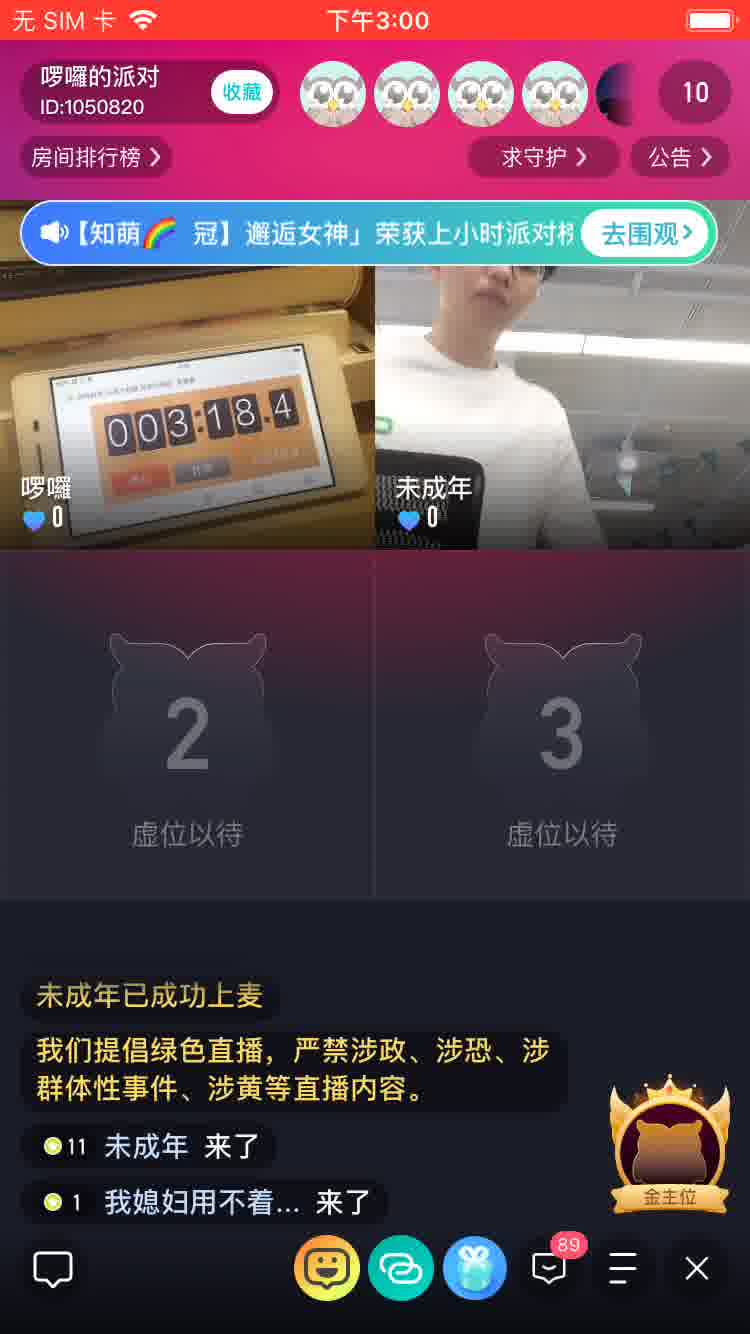 无 SIM 卡
下午3:00
啰囉的派对
ID:1050820
收藏
10
房间排行榜
求守护
公告
【知萌🌈 冠】邂逅女神」荣获上小时派对榜
去围观
003:18.4
啰囉
0
未成年
0
2
虚位以待
3
虚位以待
未成年已成功上麦
我们提倡绿色直播，严禁涉政、涉恐、涉
群体性事件、涉黄等直播内容。
11 未成年 来了
1 我媳妇用不着... 来了
金主位
89